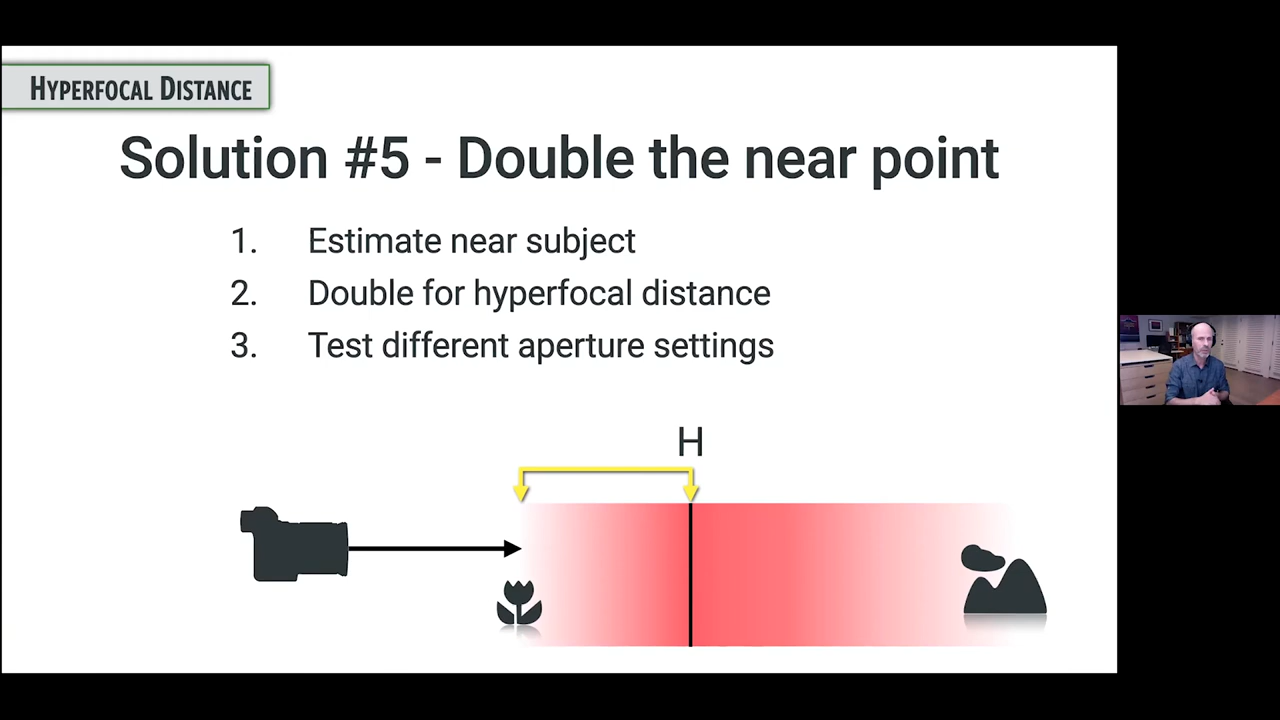 HYPERFOCAL DISTANCE
Solution #5 - Double the near point
1. Estimate near subject
2. Double for hyperfocal distance
3. Test different aperture settings
H